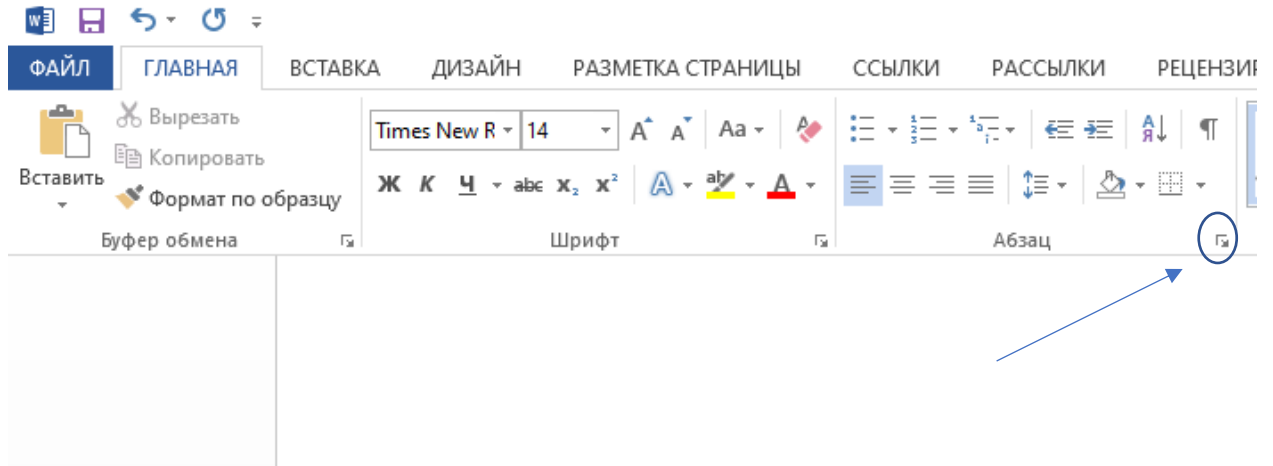 ФАЙЛ ГЛАВНАЯ ВСТАВКА ДИЗАЙН РАЗМЕТКА СТРАНИЦЫ ССЫЛКИ РАССЫЛКИ РЕЦЕНЗИ
Вырезать
Копировать
Формат по образцу
Вставить
Times New R 14 A A Aa
Ж К Ч abc X₂ X² A ab A
Буфер обмена Шрифт Абзац